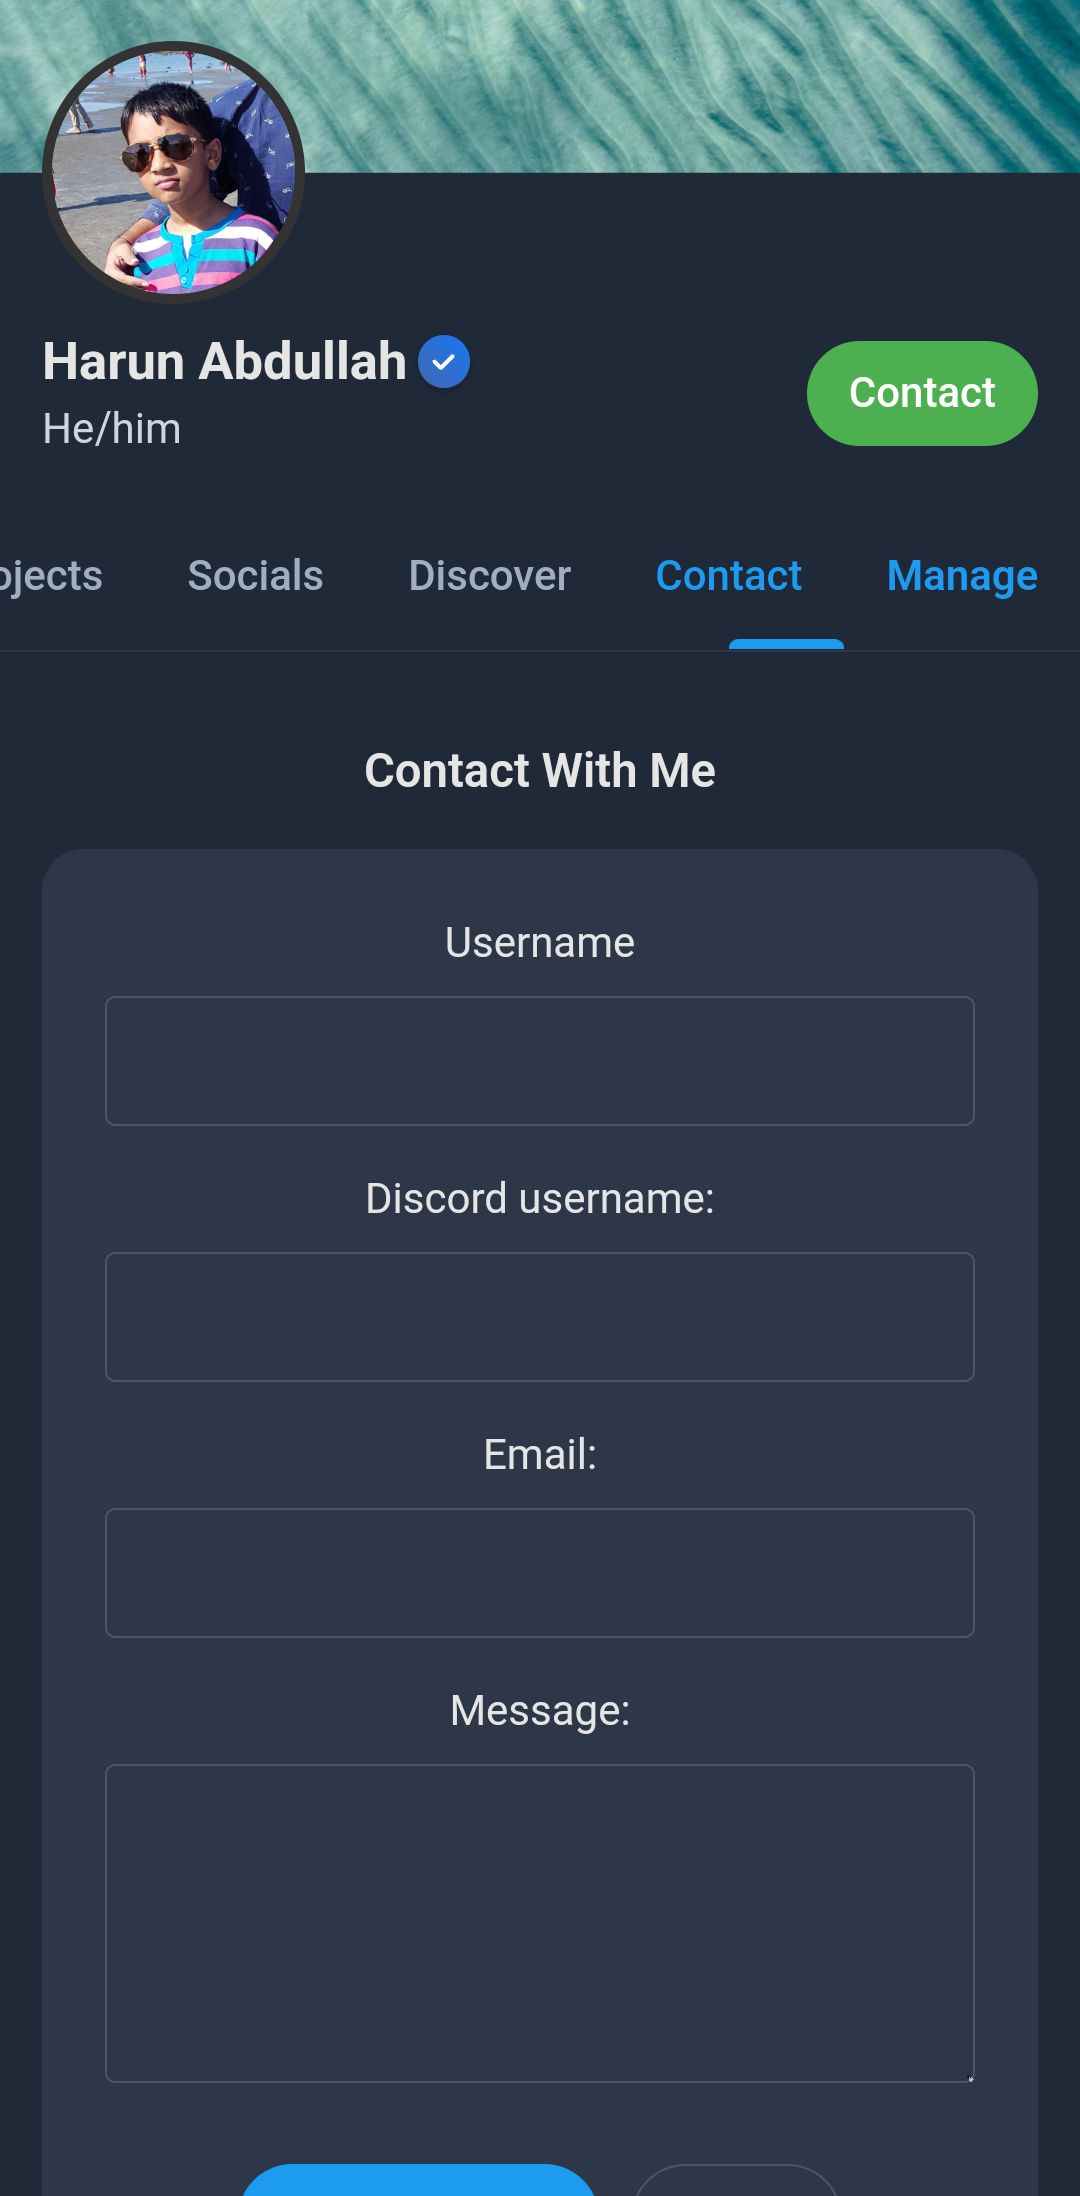 Harun Abdullah
He/him
Contact
ojects Socials Discover Contact Manage
Contact With Me
Username
Discord username:
Email:
Message: